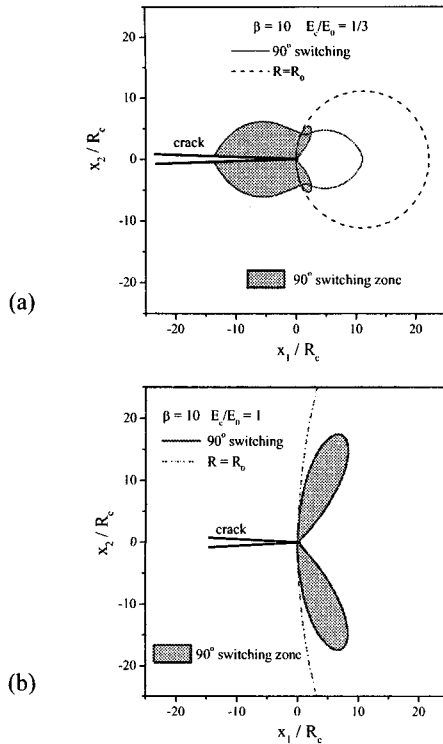 β = 10 E_c/E_0 = 1/3
90° switching
R=R_0
crack
90° switching zone
x_2 / R_c
20
10
0
-10
-20
-20 -10 0 10 20
x_1 / R_c
(a)
β = 10 E_c/E_0 = 1
90° switching
R = R_0
crack
90° switching zone
x_2 / R_c
20
10
0
-10
-20
-20 -10 0 10 20
x_1 / R_c
(b)